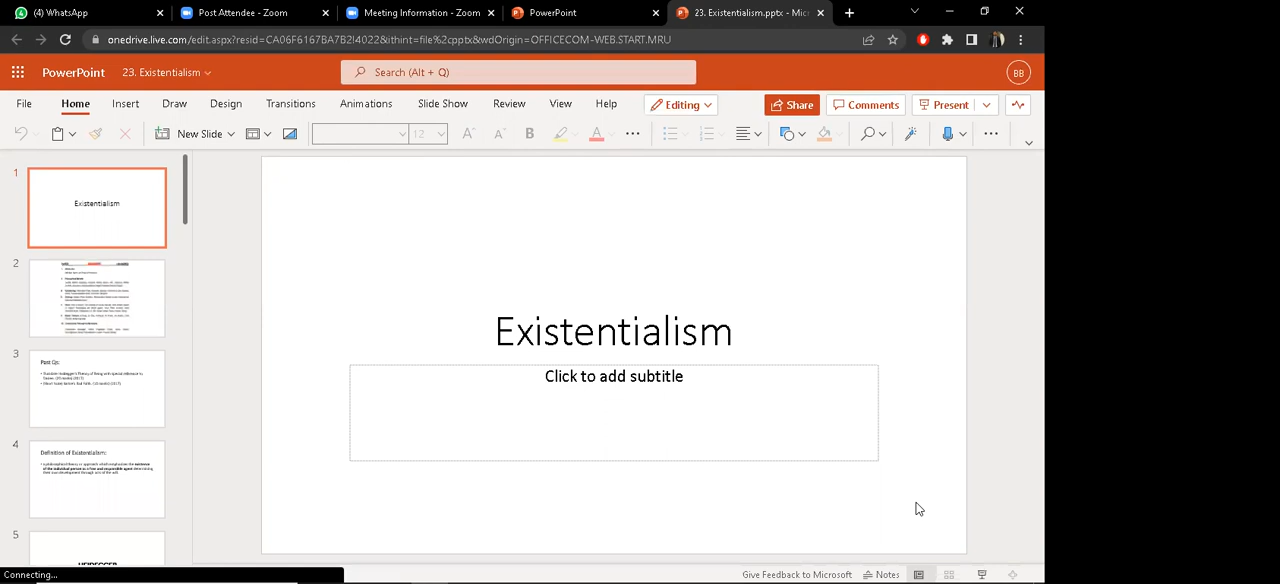 (4) WhatsApp
Post Attendee - Zoom
Meeting Information - Zoom
PowerPoint
23. Existentialism.pptx - Mic
onedrive.live.com/edit.aspx?resid=CA06F6167BA7B2!4022&ithint=file%2cpptx&wdOrigin=OFFICECOM-WEB.START.MRU
PowerPoint 23. Existentialism
Search (Alt + Q)
BB
File Home Insert Draw Design Transitions Animations Slide Show Review View Help Editing Share Comments Present
New Slide 12 A A B A
1
Existentialism
2
3
Past Qs:
4
Definition of Existentialism:
5
HEIDEGGER
Existentialism
Click to add subtitle
Connecting...
Give Feedback to Microsoft Notes